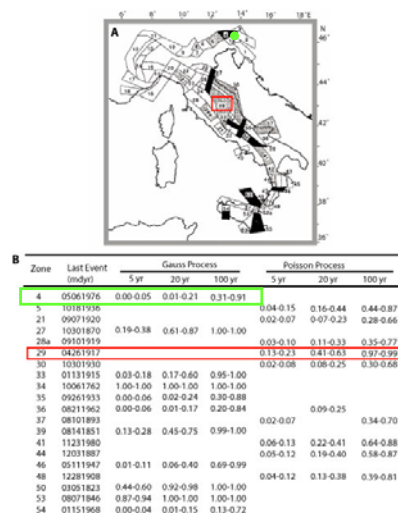 6° 8° 10° 12° 14° 16° 18° N
A
46°
44°
42°
40°
38°
36°
B
Zone Last Event (mdyr) Gauss Process Poisson Process
5 yr 20 yr 100 yr 5 yr 20 yr 100 yr
4 05061976 0.00-0.05 0.01-0.21 0.31-0.91
5 10181936 0.04-0.15 0.16-0.44 0.44-0.87
21 09071920 0.02-0.07 0-07-0.23 0.28-0.66
27 10301870 0.19-0.38 0.61-0.87 1.00-1.00
28a 09101919 0.03-0.10 0.11-0.33 0.35-0.77
29 04261917 0.13-0.23 0.41-0.63 0.97-0.99
30 10301930 0.02-0.08 0.08-0.25 0.30-0.68
33 01131915 0.03-0.18 0.17-0.60 0.95-1.00
34 10061762 1.00-1.00 1.00-1.00 1.00-1.00
35 09261933 0.00-0.06 0.02-0.24 0.30-0.88
36 08211962 0.00-0.06 0.01-0.17 0.20-0.84 0.09-0.25
37 08101893 0.02-0.07 0.34-0.70
39 08141851 0.13-0.28 0.45-0.75 0.99-1.00
41 11231980 0.06-0.13 0.22-0.41 0.64-0.88
44 12031887 0.05-0.12 0.19-0.40 0.58-0.87
46 05111947 0.01-0.11 0.06-0.40 0.69-0.99
48 12281908 0.04-0.12 0.13-0.38 0.39-0.81
50 03051823 0.44-0.60 0.92-0.98 1.00-1.00
53 08071846 0.87-0.94 1.00-1.00 1.00-1.00
54 01151968 0.00-0.04 0.01-0.15 0.13-0.72